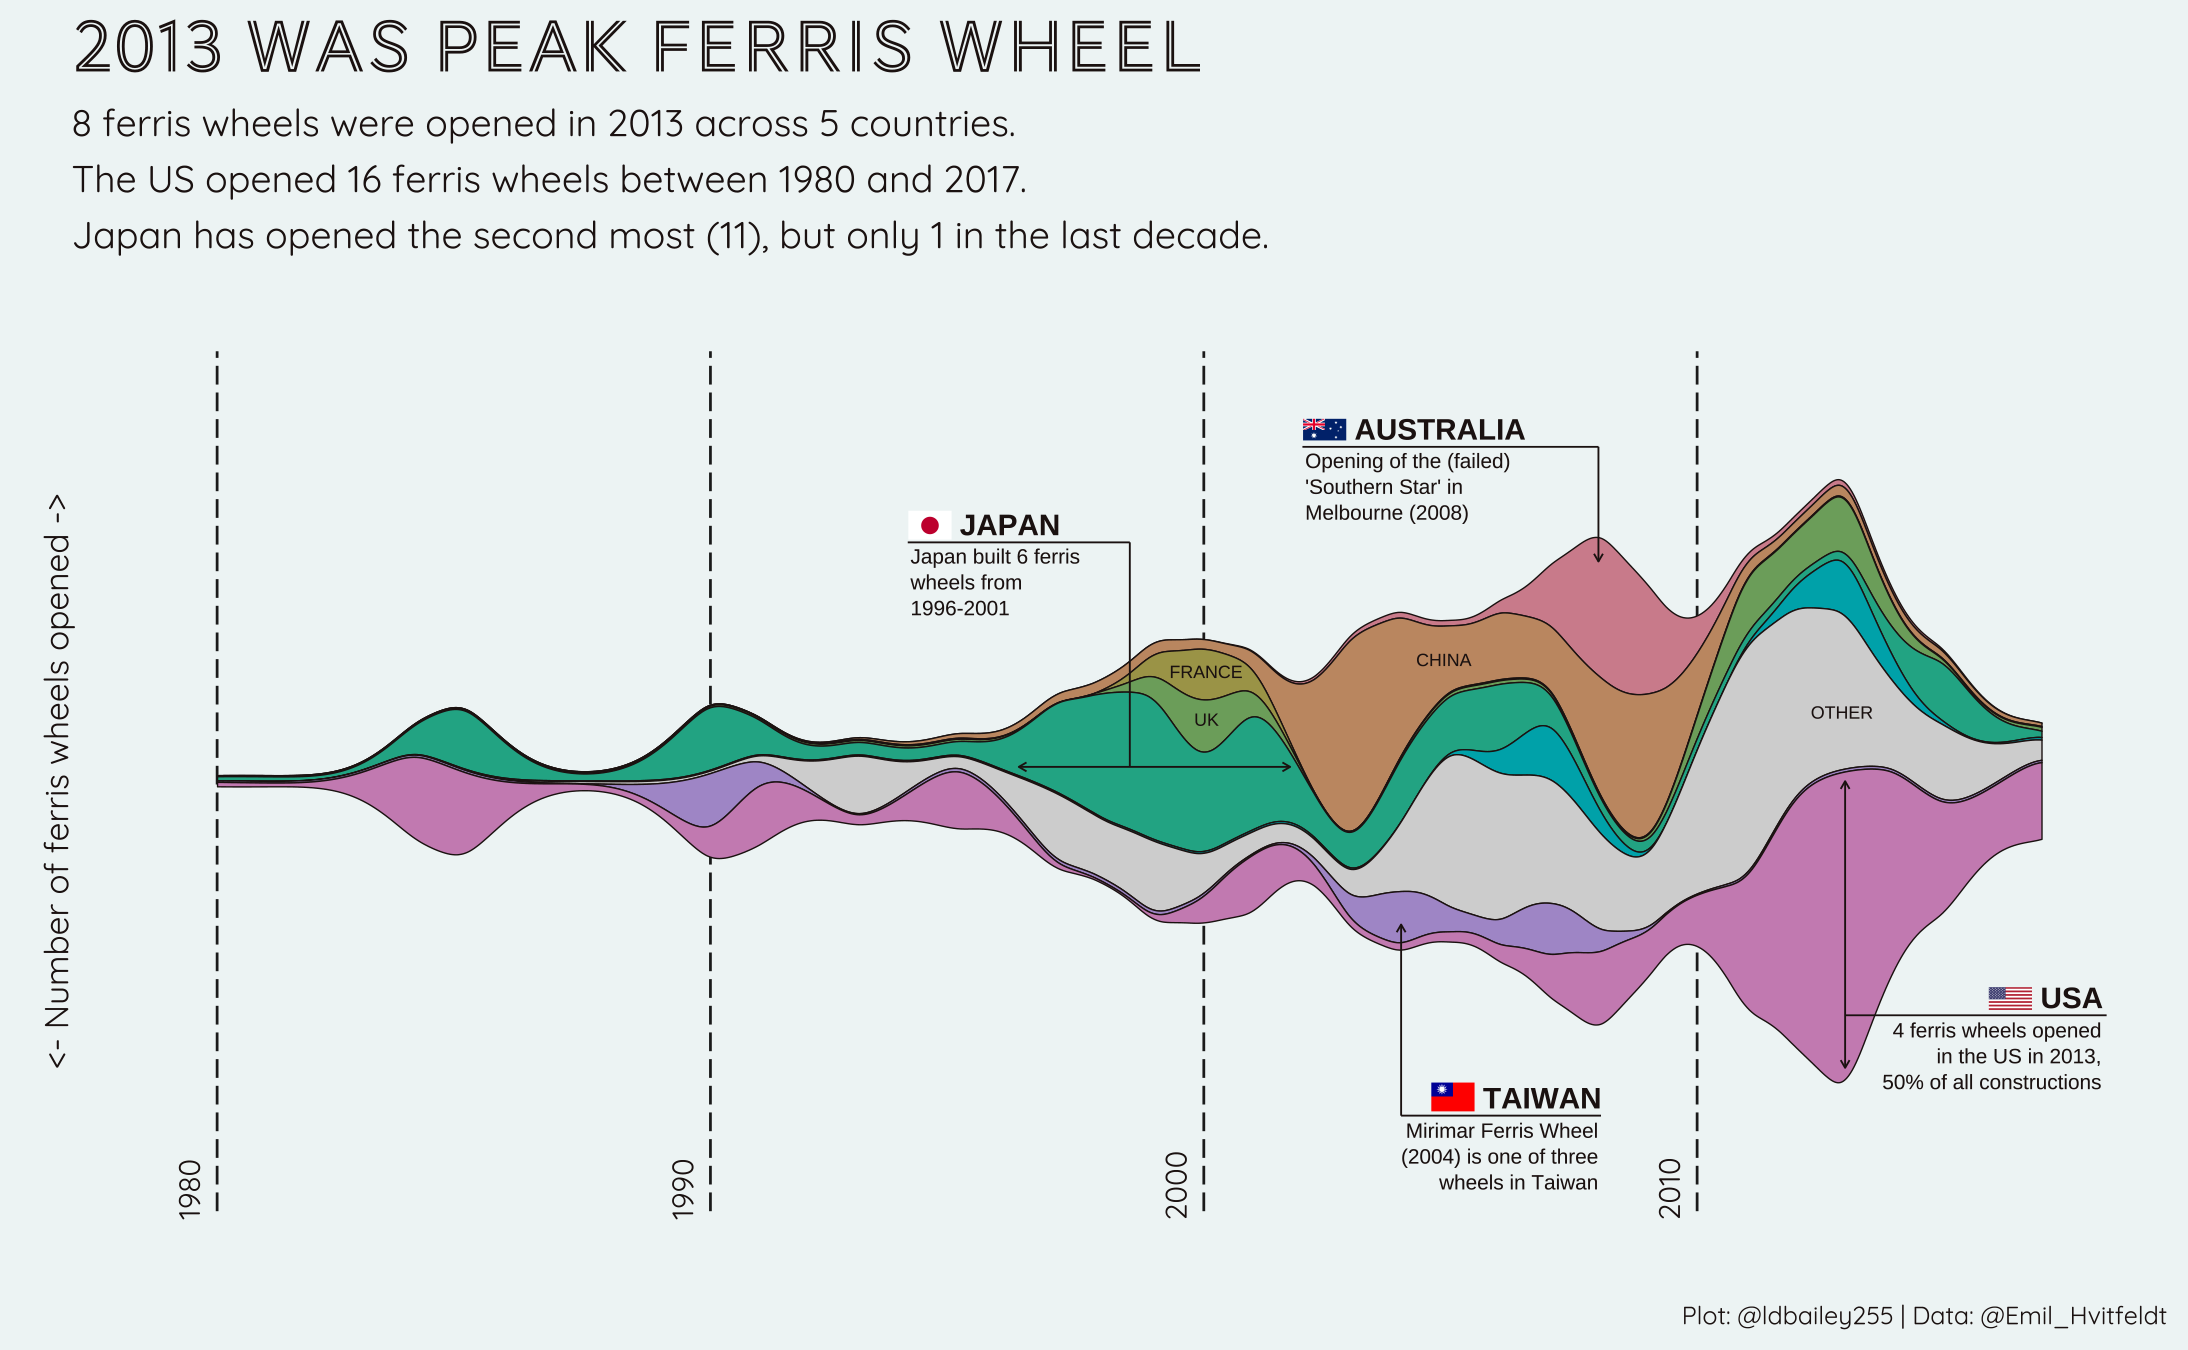 2013 WAS PEAK FERRIS WHEEL
8 ferris wheels were opened in 2013 across 5 countries.
The US opened 16 ferris wheels between 1980 and 2017.
Japan has opened the second most (11), but only 1 in the last decade.
<- Number of ferris wheels opened ->
AUSTRALIA
Opening of the (failed)
'Southern Star' in
Melbourne (2008)
JAPAN
Japan built 6 ferris
wheels from
1996-2001
FRANCE
UK
CHINA
OTHER
USA
4 ferris wheels opened
in the US in 2013,
50% of all constructions
TAIWAN
Mirimar Ferris Wheel
(2004) is one of three
wheels in Taiwan
1980
1990
2000
2010
Plot: @ldbailey255 | Data: @Emil_Hvitfeldt